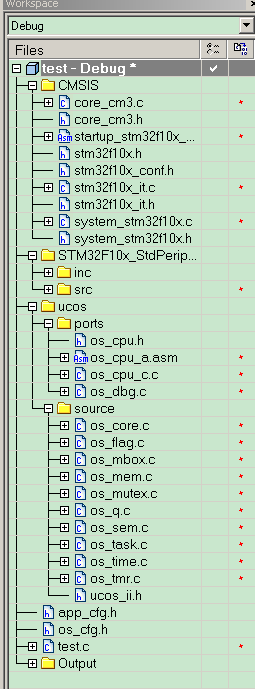 Workspace
Debug
Files
test - Debug *
CMSIS
core_cm3.c
core_cm3.h
Asm startup_stm32f10x_...
stm32f10x.h
stm32f10x_conf.h
stm32f10x_it.c
stm32f10x_it.h
system_stm32f10x.c
system_stm32f10x.h
STM32F10x_StdPerip...
inc
src
ucos
ports
os_cpu.h
Asm os_cpu_a.asm
os_cpu_c.c
os_dbg.c
source
os_core.c
os_flag.c
os_mbox.c
os_mem.c
os_mutex.c
os_q.c
os_sem.c
os_task.c
os_time.c
os_tmr.c
ucos_ii.h
app_cfg.h
os_cfg.h
test.c
Output